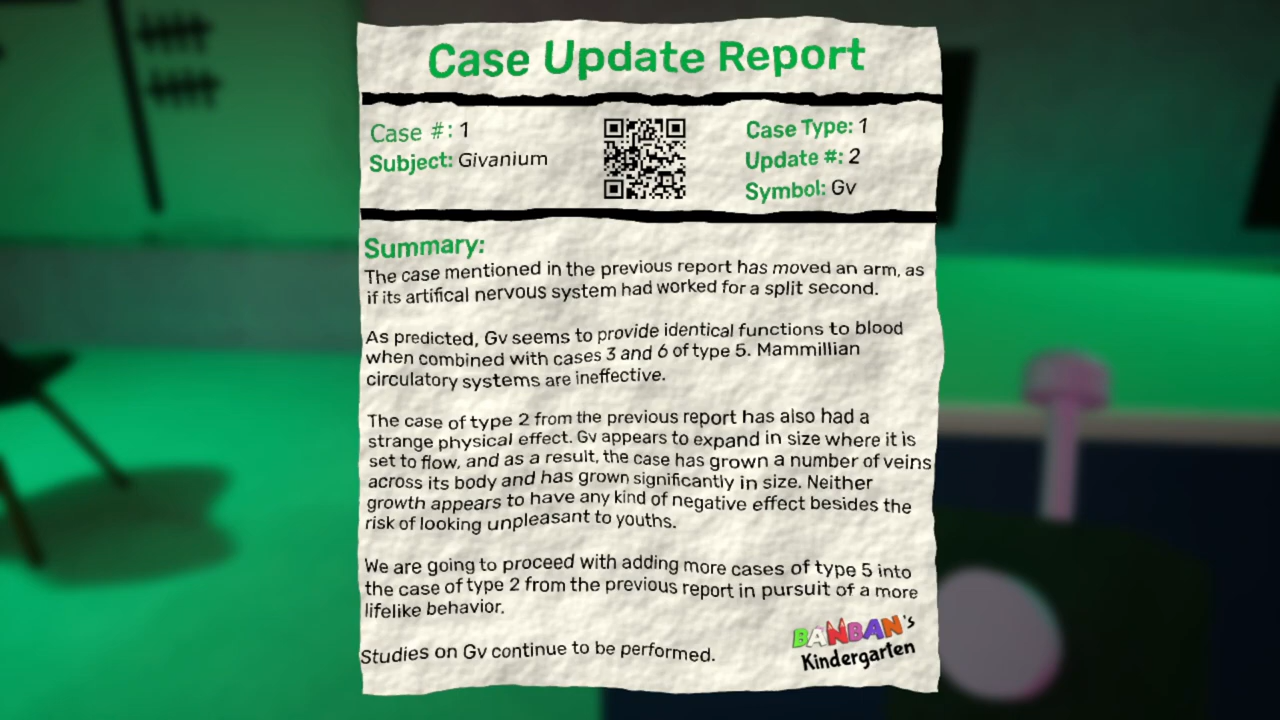 Case Update Report
Case #: 1
Subject: Givanium
Case Type: 1
Update #: 2
Symbol: Gv
Summary:
The case mentioned in the previous report has moved an arm, as
if its artifical nervous system had worked for a split second.
As predicted, Gv seems to provide identical functions to blood
when combined with cases 3 and 6 of type 5. Mammillian
circulatory systems are ineffective.
The case of type 2 from the previous report has also had a
strange physical effect. Gv appears to expand in size where it is
set to flow, and as a result, the case has grown a number of veins
across its body and has grown significantly in size. Neither
growth appears to have any kind of negative effect besides the
risk of looking unpleasant to youths.
We are going to proceed with adding more cases of type 5 into
the case of type 2 from the previous report in pursuit of a more
lifelike behavior.
Studies on Gv continue to be performed.
BANBAN's
Kindergarten